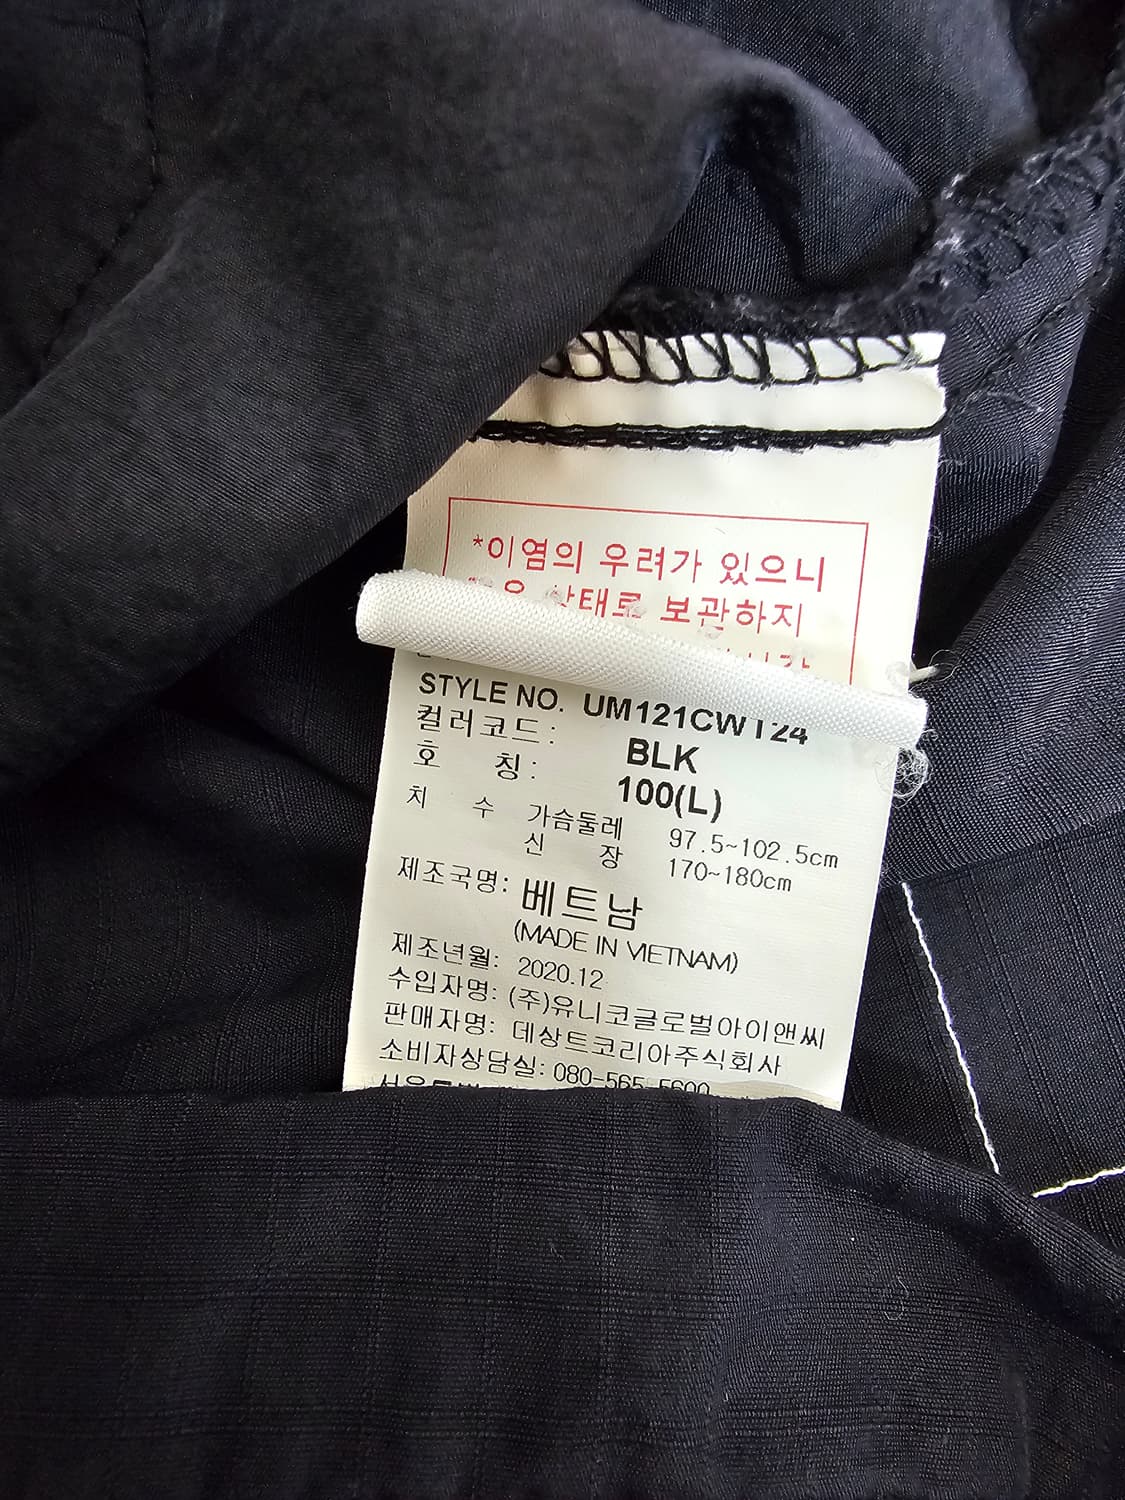 *이염의 우려가 있으니
상태로 보관하지
STYLE NO. UM121CWT24
컬러코드: BLK
호 칭: 100(L)
치 수 가슴둘레 97.5~102.5cm
신 장 170~180cm
제조국명: 베트남
(MADE IN VIETNAM)
제조년월: 2020.12
수입자명: (주)유니코글로벌아이앤씨
판매자명: 데상트코리아주식회사
소비자상담실: 080-565-5600